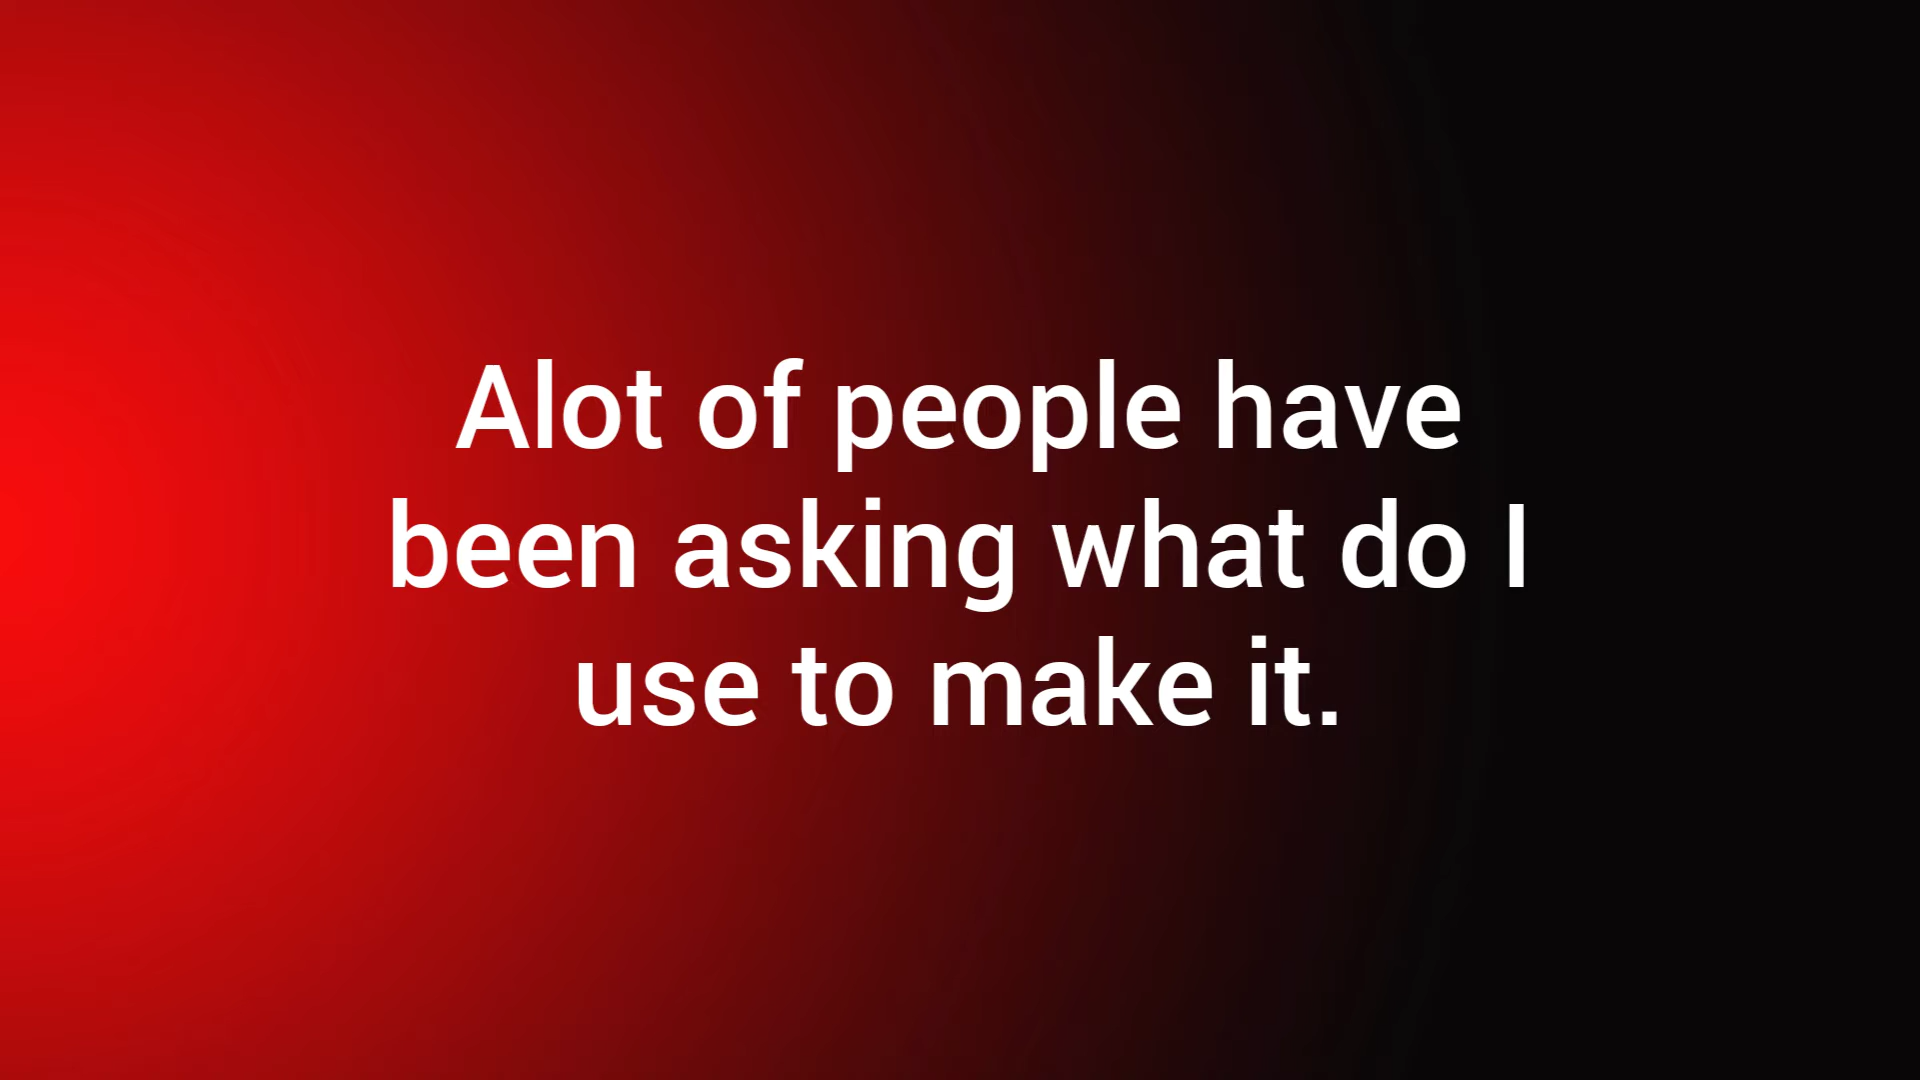 Alot of people have
been asking what do I
use to make it.